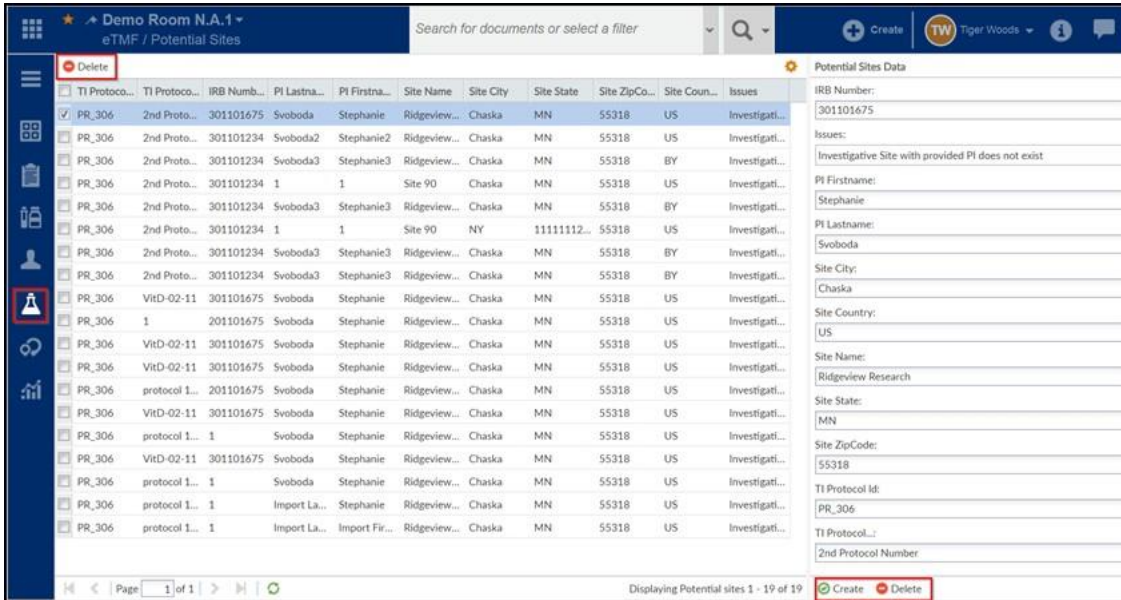 Demo Room N.A.1
eTMF / Potential Sites
Search for documents or select a filter
Create
TW
Tiger Woods
Delete
TI Protoco... TI Protoco... IRB Numb... PI Lastna... PI Firstna... Site Name Site City Site State Site ZipCo... Site Coun... Issues
PR_306 2nd Proto... 301101675 Svoboda Stephanie Ridgeview... Chaska MN 55318 US Investigati...
PR_306 2nd Proto... 301101234 Svoboda2 Stephanie2 Ridgeview... Chaska MN 55318 US Investigati...
PR_306 2nd Proto... 301101234 Svoboda3 Stephanie3 Ridgeview... Chaska MN 55318 BY Investigati...
PR_306 2nd Proto... 301101234 1 1 Site 90 Chaska MN 55318 US Investigati...
PR_306 2nd Proto... 301101234 Svoboda3 Stephanie3 Ridgeview... Chaska MN 55318 BY Investigati...
PR_306 2nd Proto... 301101234 1 1 Site 90 NY 11111112... 55318 US Investigati...
PR_306 2nd Proto... 301101234 Svoboda3 Stephanie3 Ridgeview... Chaska MN 55318 BY Investigati...
PR_306 2nd Proto... 301101234 Svoboda3 Stephanie3 Ridgeview... Chaska MN 55318 BY Investigati...
PR_306 VitD-02-11 301101675 Svoboda Stephanie Ridgeview... Chaska MN 55318 US Investigati...
PR_306 1 201101675 Svoboda Stephanie Ridgeview... Chaska MN 55318 US Investigati...
PR_306 VitD-02-11 301101675 Svoboda Stephanie Ridgeview... Chaska MN 55318 US Investigati...
PR_306 VitD-02-11 301101675 Svoboda Stephanie Ridgeview... Chaska MN 55318 US Investigati...
PR_306 protocol 1... 201101675 Svoboda Stephanie Ridgeview... Chaska MN 55318 US Investigati...
PR_306 VitD-02-11 301101675 Svoboda Stephanie Ridgeview... Chaska MN 55318 US Investigati...
PR_306 protocol 1... 1 Svoboda Stephanie Ridgeview... Chaska MN 55318 US Investigati...
PR_306 VitD-02-11 301101675 Svoboda Stephanie Ridgeview... Chaska MN 55318 US Investigati...
PR_306 protocol 1... 1 Svoboda Stephanie Ridgeview... Chaska MN 55318 US Investigati...
PR_306 protocol 1... 1 Import La... Stephanie Ridgeview... Chaska MN 55318 US Investigati...
PR_306 protocol 1... 1 Import La... Import Fir... Ridgeview... Chaska MN 55318 US Investigati...
Page 1 of 1
Displaying Potential sites 1 - 19 of 19
Potential Sites Data
IRB Number:
301101675
Issues:
Investigative Site with provided PI does not exist
PI Firstname:
Stephanie
PI Lastname:
Svoboda
Site City:
Chaska
Site Country:
US
Site Name:
Ridgeview Research
Site State:
MN
Site ZipCode:
55318
TI Protocol Id:
PR_306
TI Protocol...:
2nd Protocol Number
Create Delete